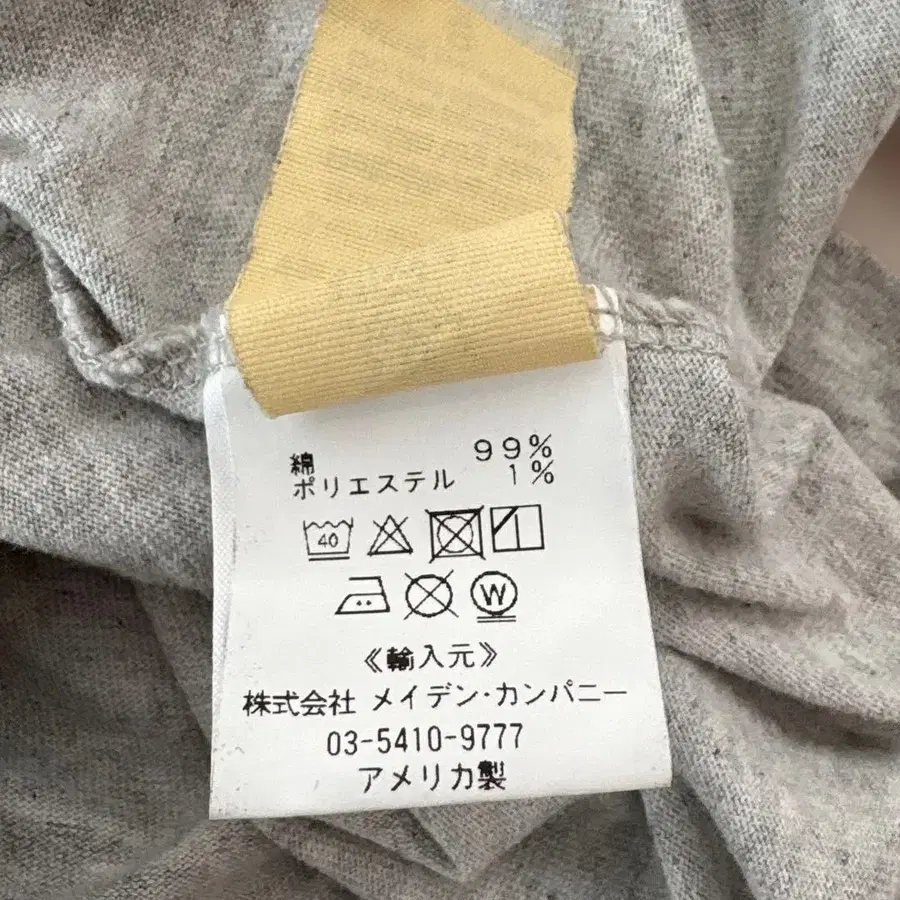 綿 99%
ポリエステル 1%
40
W
《輸入元》
株式会社 メイデン・カンパニー
03-5410-9777
アメリカ製